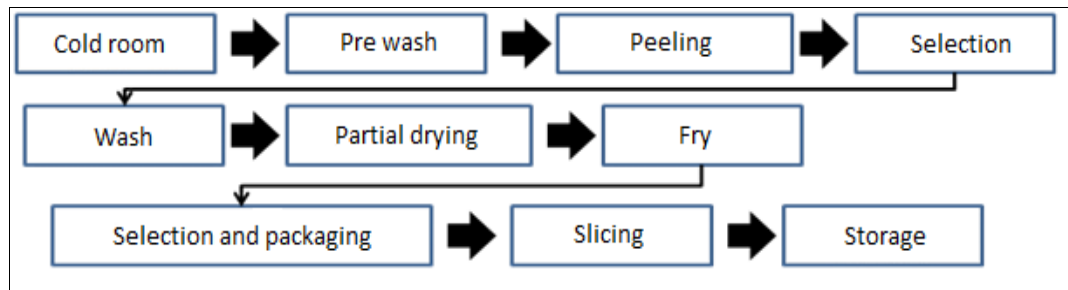 Cold room
Pre wash
Peeling
Selection
Wash
Partial drying
Fry
Selection and packaging
Slicing
Storage